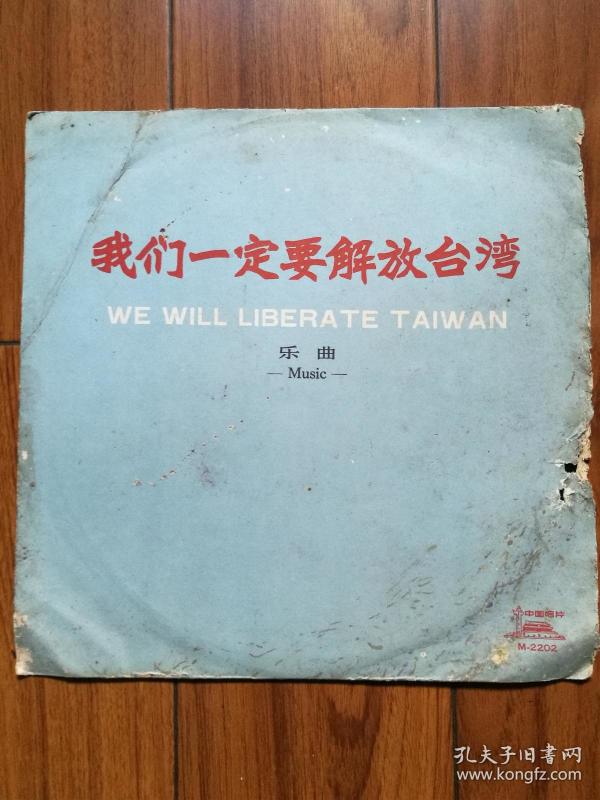 我们一定要解放台湾
WE WILL LIBERATE TAIWAN
乐曲
— Music —
中国唱片
M-2202
孔夫子旧書网
www.kongfz.com